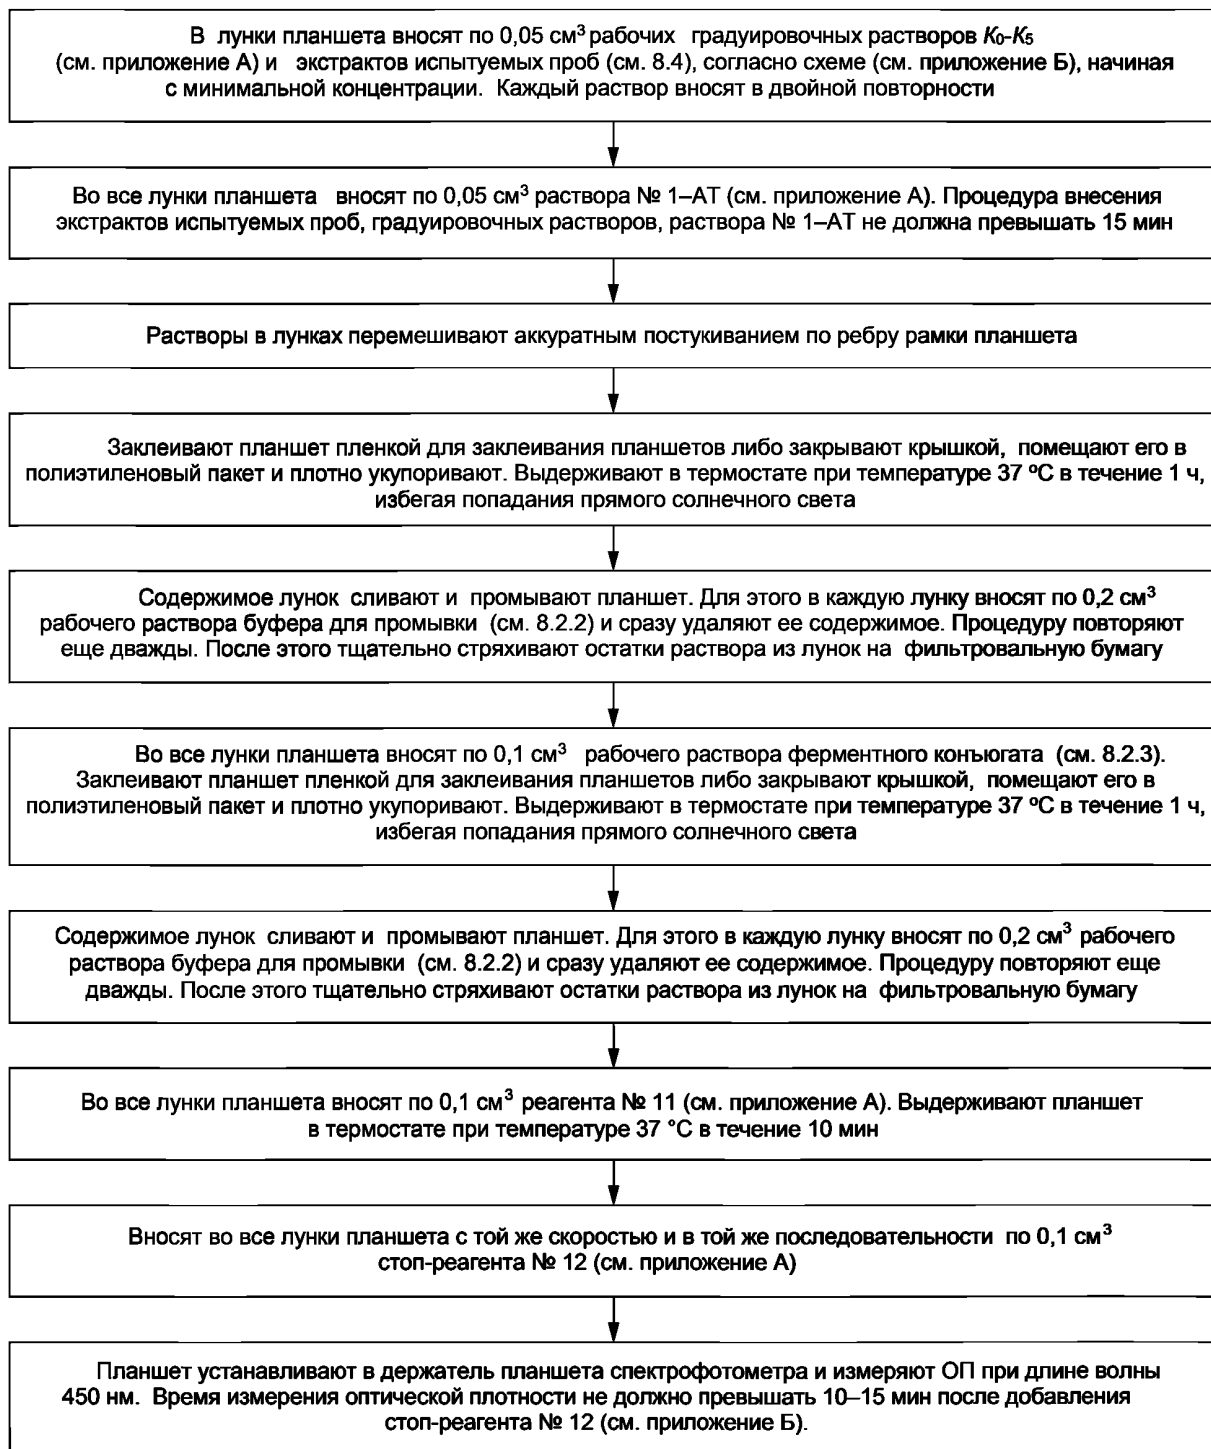 В лунки планшета вносят по 0,05 см³ рабочих градуировочных растворов K₀-K₅
(см. приложение А) и экстрактов испытуемых проб (см. 8.4), согласно схеме (см. приложение Б), начиная
с минимальной концентрации. Каждый раствор вносят в двойной повторности
Во все лунки планшета вносят по 0,05 см³ раствора № 1–АТ (см. приложение А). Процедура внесения
экстрактов испытуемых проб, градуировочных растворов, раствора № 1–АТ не должна превышать 15 мин
Растворы в лунках перемешивают аккуратным постукиванием по ребру рамки планшета
Заклеивают планшет пленкой для заклеивания планшетов либо закрывают крышкой, помещают его в
полиэтиленовый пакет и плотно укупоривают. Выдерживают в термостате при температуре 37 ºС в течение 1 ч,
избегая попадания прямого солнечного света
Содержимое лунок сливают и промывают планшет. Для этого в каждую лунку вносят по 0,2 см³
рабочего раствора буфера для промывки (см. 8.2.2) и сразу удаляют ее содержимое. Процедуру повторяют
еще дважды. После этого тщательно стряхивают остатки раствора из лунок на фильтровальную бумагу
Во все лунки планшета вносят по 0,1 см³ рабочего раствора ферментного конъюгата (см. 8.2.3).
Заклеивают планшет пленкой для заклеивания планшетов либо закрывают крышкой, помещают его в
полиэтиленовый пакет и плотно укупоривают. Выдерживают в термостате при температуре 37 ºС в течение 1 ч,
избегая попадания прямого солнечного света
Содержимое лунок сливают и промывают планшет. Для этого в каждую лунку вносят по 0,2 см³ рабочего
раствора буфера для промывки (см. 8.2.2) и сразу удаляют ее содержимое. Процедуру повторяют еще
дважды. После этого тщательно стряхивают остатки раствора из лунок на фильтровальную бумагу
Во все лунки планшета вносят по 0,1 см³ реагента № 11 (см. приложение А). Выдерживают планшет
в термостате при температуре 37 °С в течение 10 мин
Вносят во все лунки планшета с той же скоростью и в той же последовательности по 0,1 см³
стоп-реагента № 12 (см. приложение А)
Планшет устанавливают в держатель планшета спектрофотометра и измеряют ОП при длине волны
450 нм. Время измерения оптической плотности не должно превышать 10–15 мин после добавления
стоп-реагента № 12 (см. приложение Б).